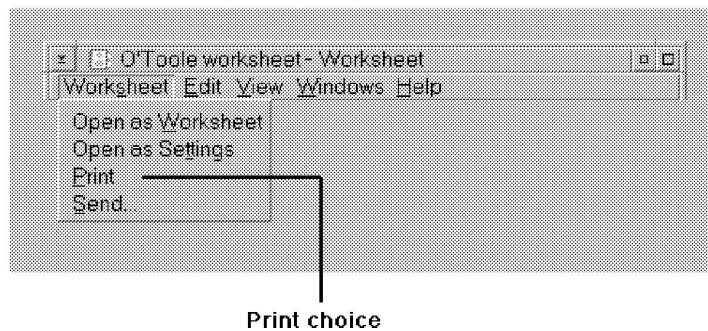 O'Toole worksheet - Worksheet
Worksheet Edit View Windows Help
Open as Worksheet
Open as Settings
Print
Send...
Print choice